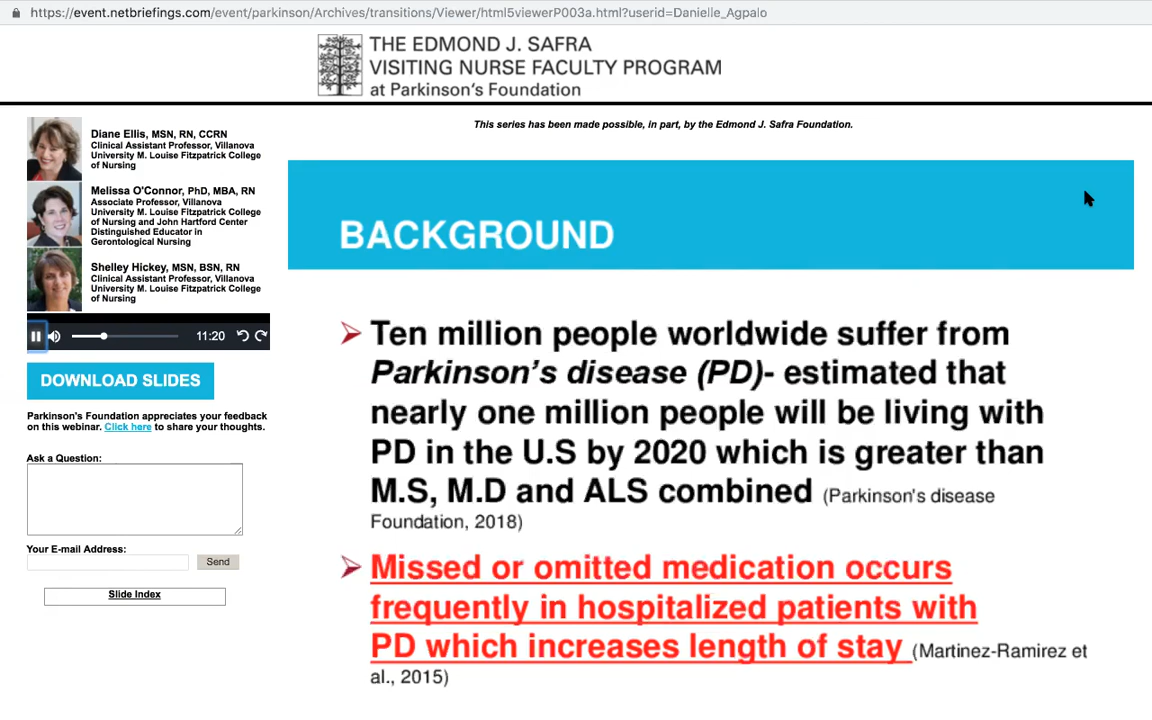 https://event.netbriefings.com/event/parkinson/Archives/transitions/Viewer/html5viewerP003a.html?userid=Danielle_Agpalo
THE EDMOND J. SAFRA
VISITING NURSE FACULTY PROGRAM
at Parkinson's Foundation
This series has been made possible, in part, by the Edmond J. Safra Foundation.
Diane Ellis, MSN, RN, CCRN
Clinical Assistant Professor, Villanova
University M. Louise Fitzpatrick College
of Nursing
Melissa O'Connor, PhD, MBA, RN
Associate Professor, Villanova
University M. Louise Fitzpatrick College
of Nursing and John Hartford Center
Distinguished Educator in
Gerontological Nursing
Shelley Hickey, MSN, BSN, RN
Clinical Assistant Professor, Villanova
University M. Louise Fitzpatrick College
of Nursing
11:20
DOWNLOAD SLIDES
Parkinson's Foundation appreciates your feedback
on this webinar. Click here to share your thoughts.
Ask a Question:
Your E-mail Address:
Send
Slide Index
BACKGROUND
Ten million people worldwide suffer from
Parkinson's disease (PD)- estimated that
nearly one million people will be living with
PD in the U.S by 2020 which is greater than
M.S, M.D and ALS combined (Parkinson's disease
Foundation, 2018)
Missed or omitted medication occurs
frequently in hospitalized patients with
PD which increases length of stay (Martinez-Ramirez et
al., 2015)